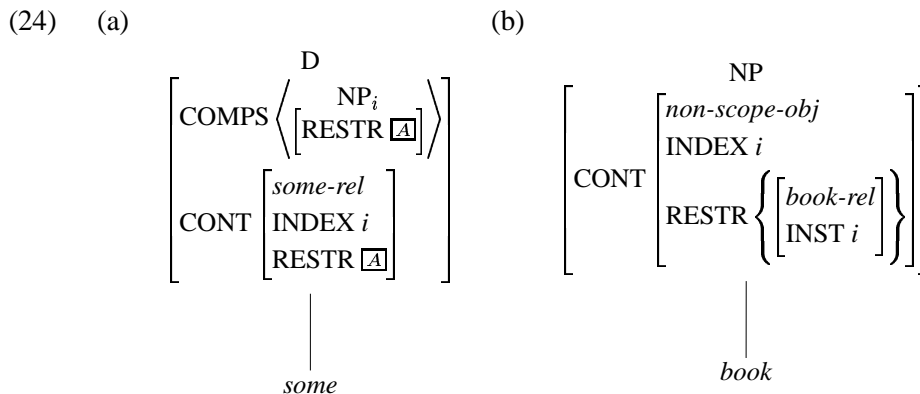 (24) (a) (b)
D
COMPS ⟨ NP_i
[RESTR A] ⟩
CONT [some-rel
INDEX i
RESTR A]
some
NP
CONT [non-scope-obj
INDEX i
RESTR { [book-rel
INST i] }]
book